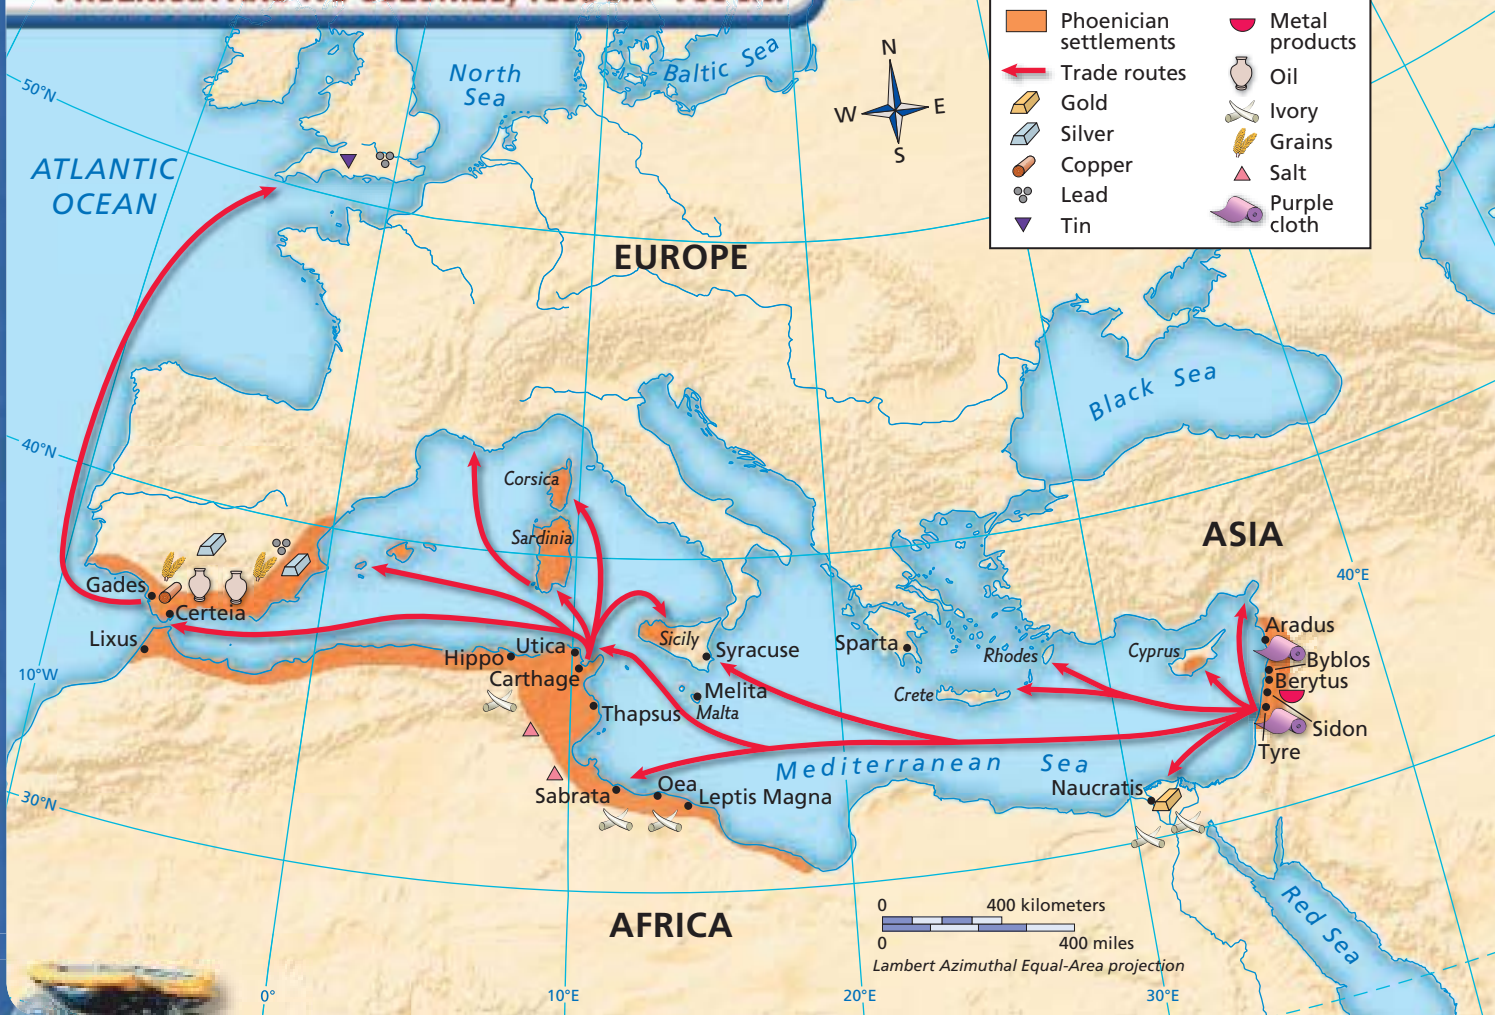 50°N
North
Sea
Baltic Sea
N
W
E
S
Phoenician
settlements
Trade routes
Gold
Silver
Copper
Lead
Tin
Metal
products
Oil
Ivory
Grains
Salt
Purple
cloth
ATLANTIC
OCEAN
EUROPE
Black Sea
40°N
Corsica
Sardinia
ASIA
40°E
Gades
Certeia
Lixus
10°W
Utica
Hippo
Carthage
Thapsus
Sicily
Syracuse
Melita
Malta
Sparta
Rhodes
Crete
Cyprus
Aradus
Byblos
Berytus
Sidon
Tyre
Mediterranean Sea
Naucratis
30°N
Sabrata
Oea
Leptis Magna
AFRICA
Red Sea
0 400 kilometers
0 400 miles
Lambert Azimuthal Equal-Area projection
0°
10°E
20°E
30°E